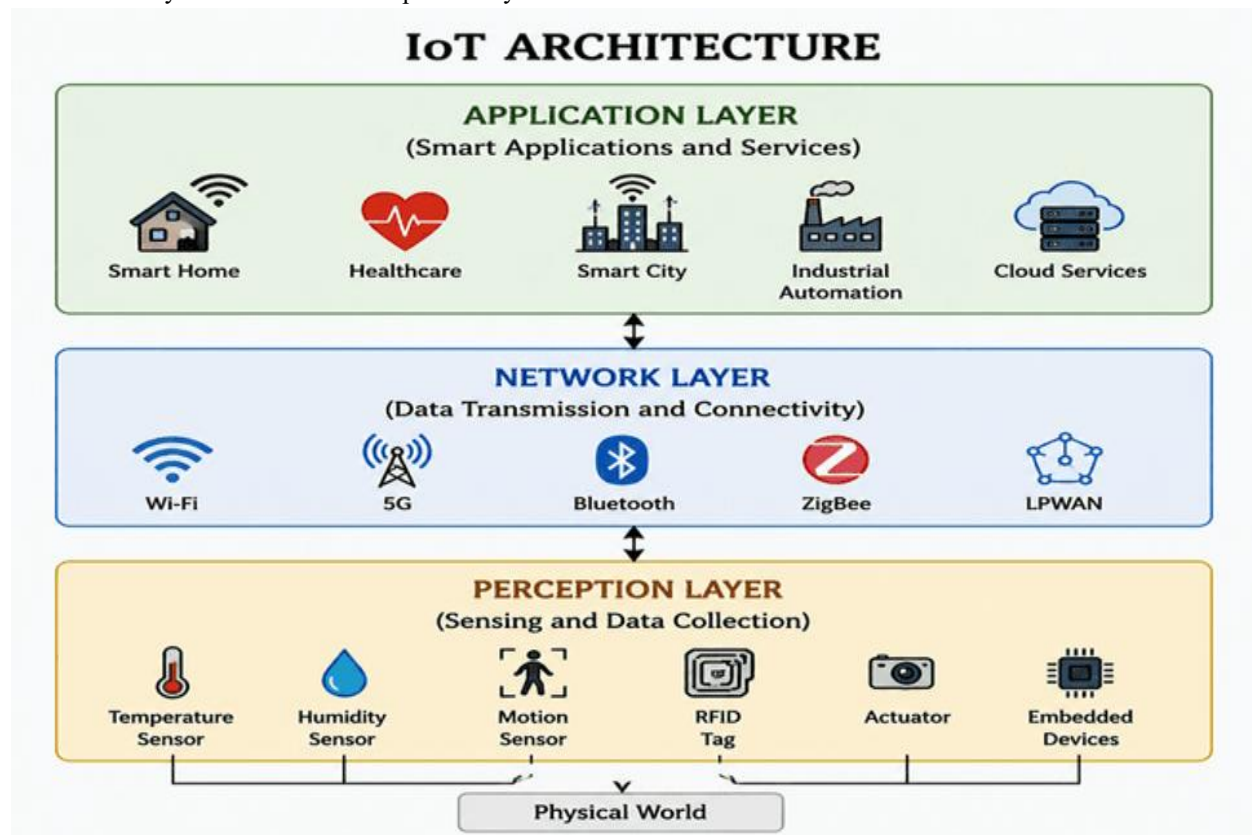 IoT ARCHITECTURE
APPLICATION LAYER
(Smart Applications and Services)
Smart Home
Healthcare
Smart City
Industrial
Automation
Cloud Services
NETWORK LAYER
(Data Transmission and Connectivity)
Wi-Fi
5G
Bluetooth
ZigBee
LPWAN
PERCEPTION LAYER
(Sensing and Data Collection)
Temperature
Sensor
Humidity
Sensor
Motion
Sensor
RFID
Tag
Actuator
Embedded
Devices
Physical World